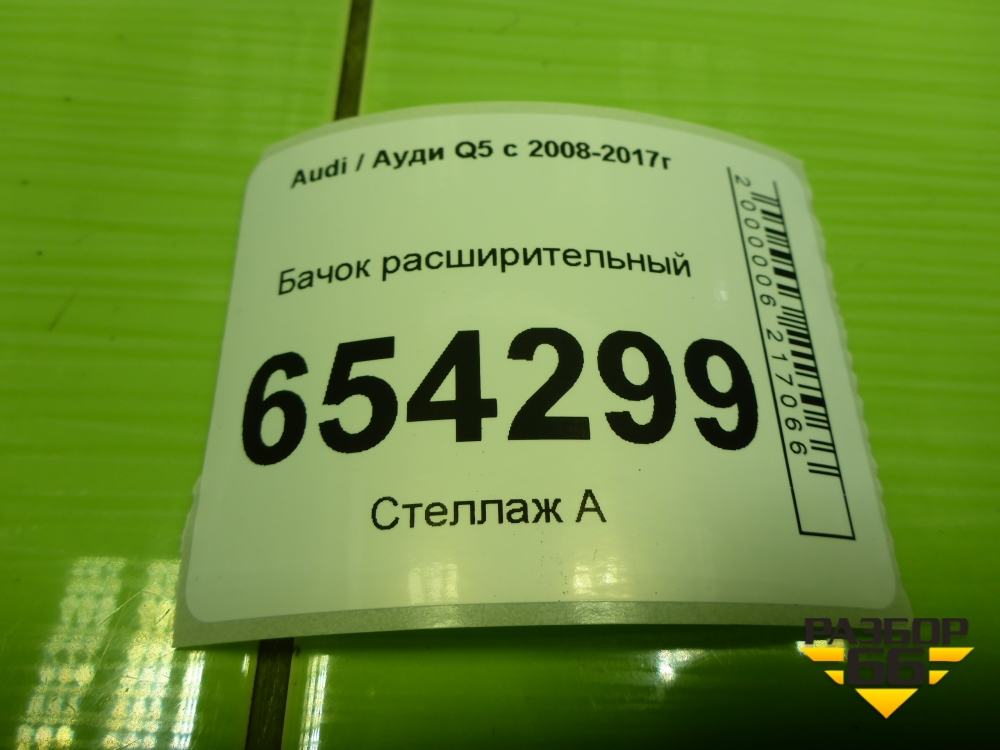 Audi / Ауди Q5 с 2008-2017г
Бачок расширительный
654299
Стеллаж А
2000006217066
РАЗБОР
66